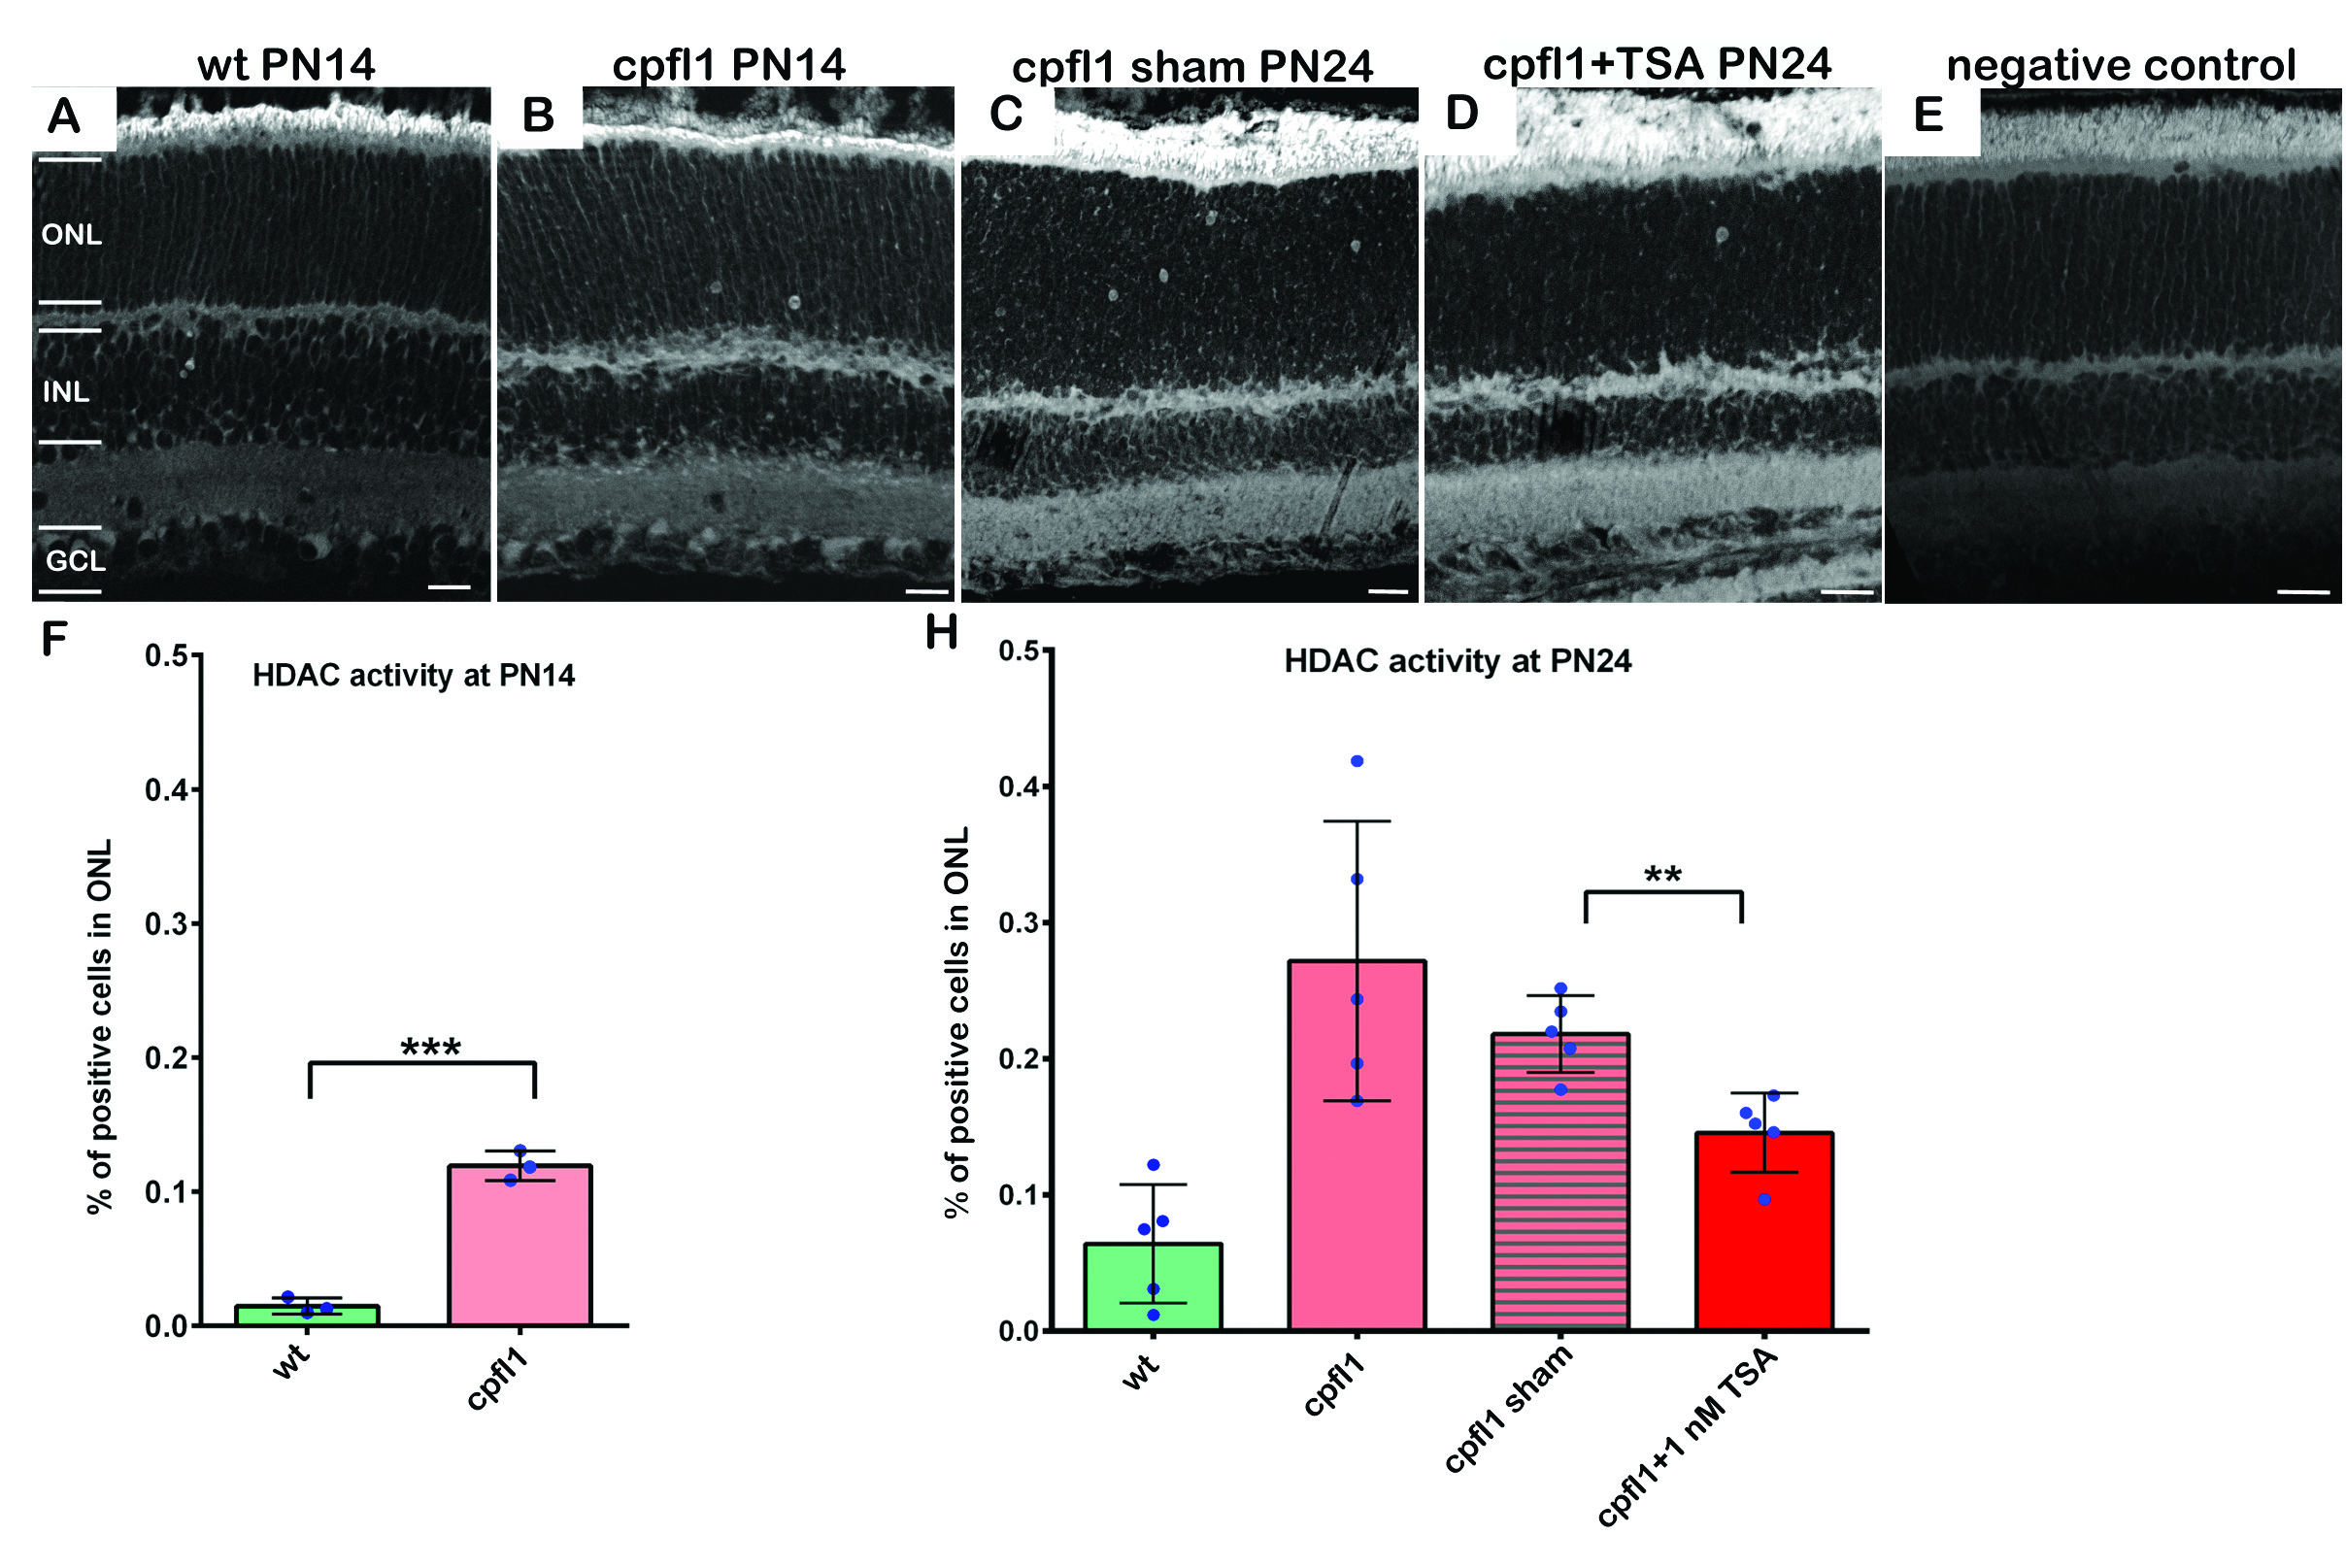 wt PN14
cpfl1 PN14
cpfl1 sham PN24
cpfl1+TSA PN24
negative control
A
B
C
D
E
ONL
INL
GCL
F
HDAC activity at PN14
% of positive cells in ONL
0.5
0.4
0.3
0.2
0.1
0.0
***
wt
cpfl1
H
HDAC activity at PN24
% of positive cells in ONL
0.5
0.4
0.3
0.2
0.1
0.0
**
wt
cpfl1
cpfl1 sham
cpfl1+1 nM TSA